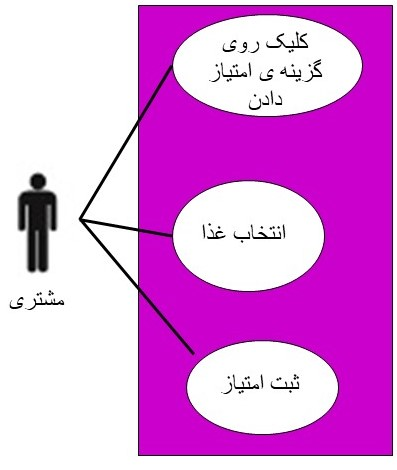 کلیک روی
گزینه ی امتیاز
دادن
انتخاب غذا
مشتری
ثبت امتیاز